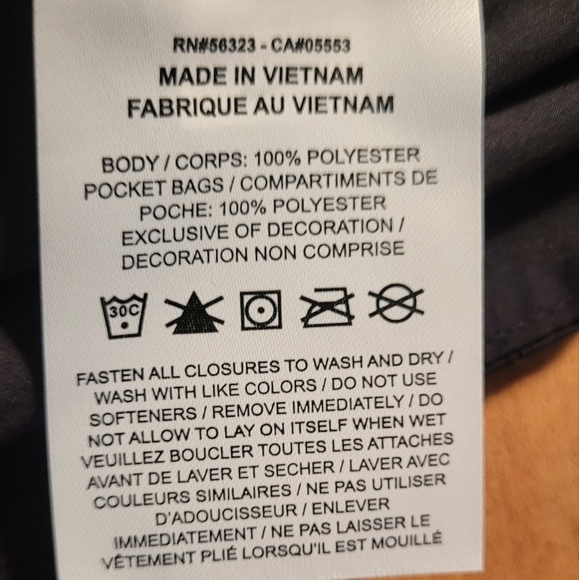 RN#56323 - CA#05553
MADE IN VIETNAM
FABRIQUE AU VIETNAM
BODY / CORPS: 100% POLYESTER
POCKET BAGS / COMPARTIMENTS DE
POCHE: 100% POLYESTER
EXCLUSIVE OF DECORATION /
DECORATION NON COMPRISE
30C
FASTEN ALL CLOSURES TO WASH AND DRY /
WASH WITH LIKE COLORS / DO NOT USE
SOFTENERS / REMOVE IMMEDIATELY / DO
NOT ALLOW TO LAY ON ITSELF WHEN WET
VEUILLEZ BOUCLER TOUTES LES ATTACHES
AVANT DE LAVER ET SECHER / LAVER AVEC
COULEURS SIMILAIRES / NE PAS UTILISER
D'ADOUCISSEUR / ENLEVER
IMMEDIATEMENT / NE PAS LAISSER LE
VÊTEMENT PLIÉ LORSQU'IL EST MOUILLÉ